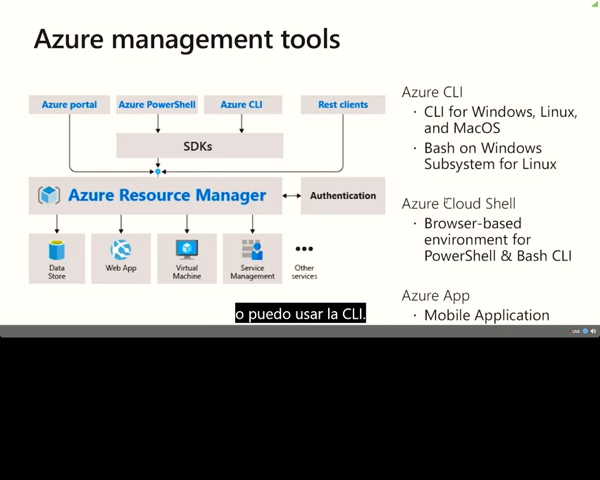 Azure management tools
Azure portal
Azure PowerShell
Azure CLI
Rest clients
SDKs
Azure Resource Manager
Authentication
Data
Store
Web App
Virtual
Machine
Service
Management
Other
services
Azure CLI
· CLI for Windows, Linux,
and MacOS
· Bash on Windows
Subsystem for Linux
Azure Cloud Shell
· Browser-based
environment for
PowerShell & Bash CLI
Azure App
· Mobile Application
o puedo usar la CLI.